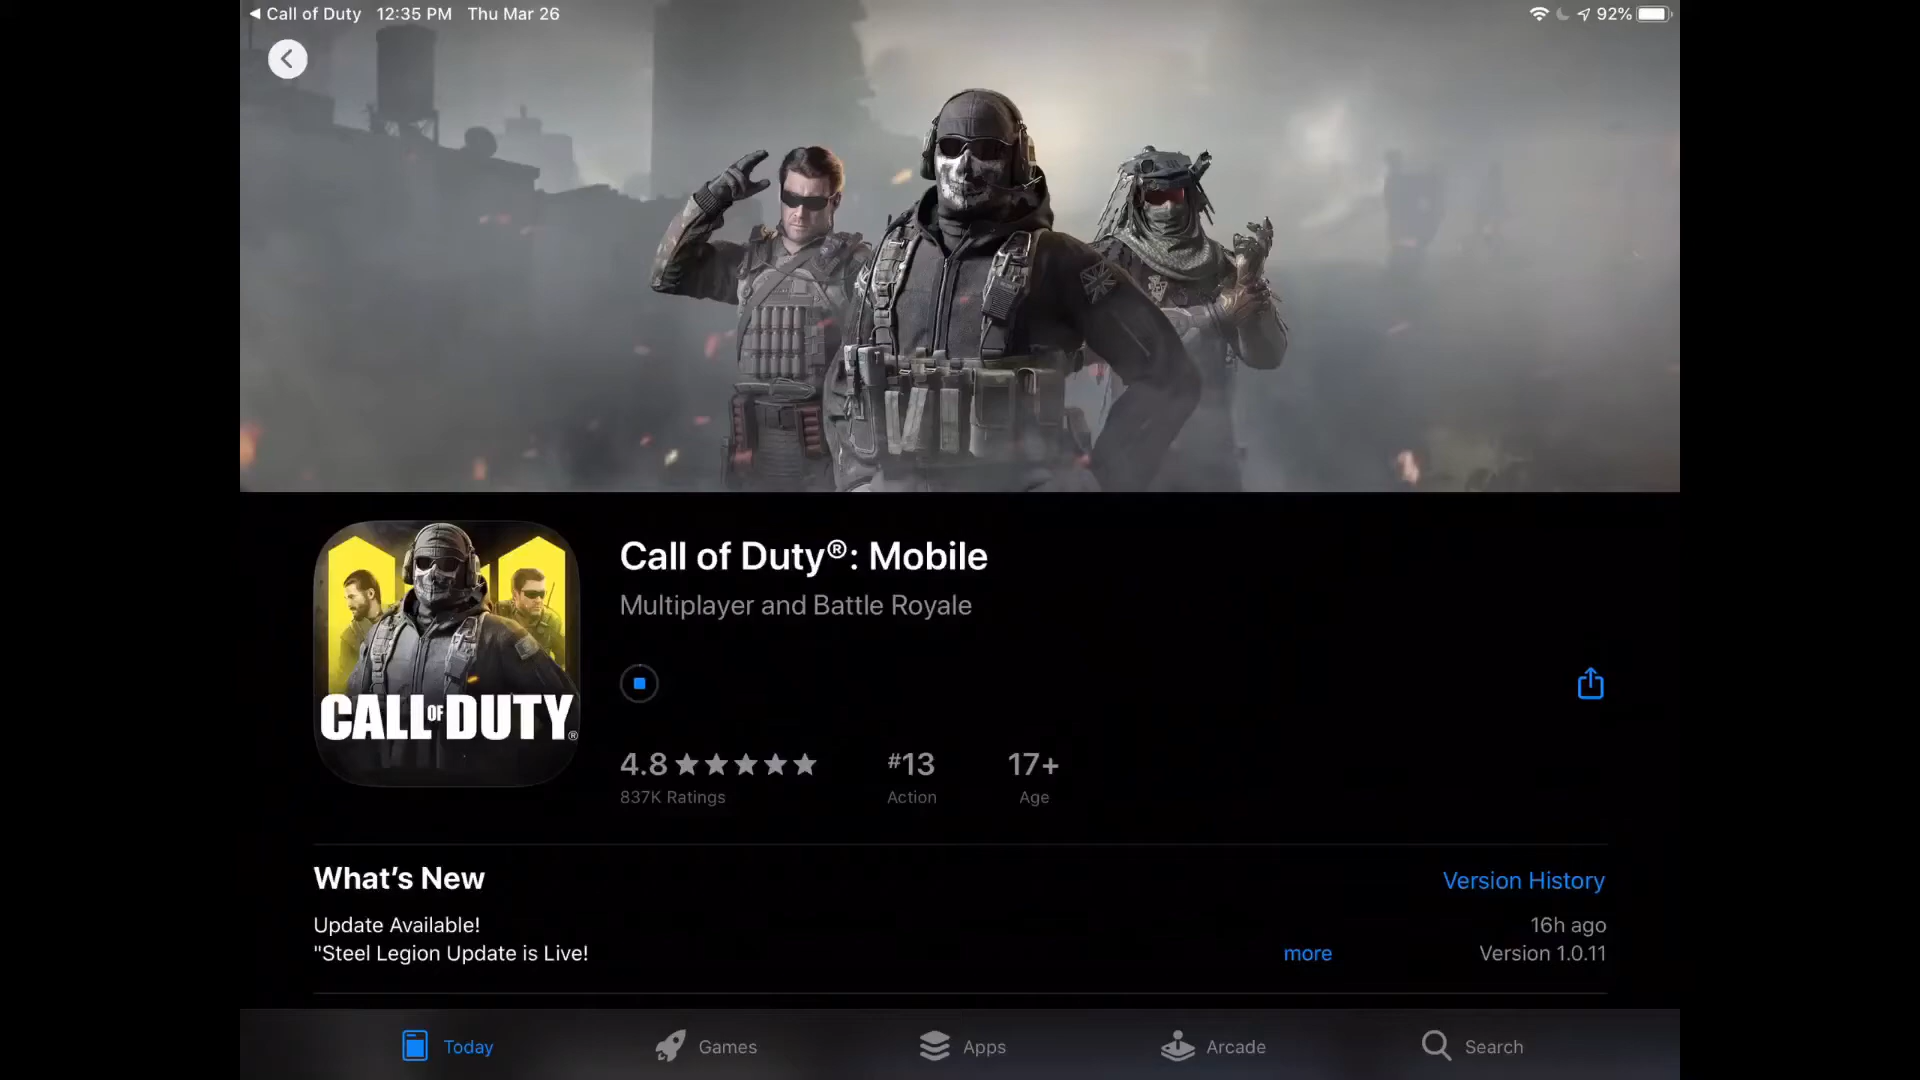 Call of Duty 12:35 PM Thu Mar 26 92%
Call of Duty®: Mobile
Multiplayer and Battle Royale
CALL OF DUTY®
4.8 #13 17+
837K Ratings Action Age
What's New Version History
Update Available! 16h ago
"Steel Legion Update is Live! more Version 1.0.11
Today Games Apps Arcade Search